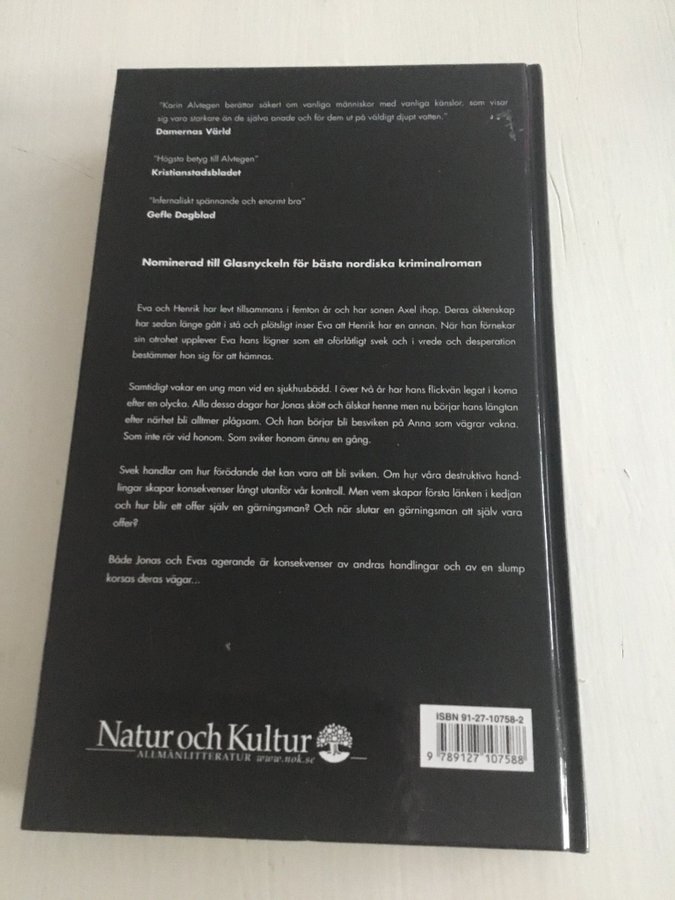 "Karin Alvtegen berättar säkert om vanliga människor med vanliga känslor, som visar
sig vara starkare än de själva anade och för dem ut på väldigt djupt vatten."
Damernas Värld
"Högsta betyg till Alvtegen"
Kristianstadsbladet
"Infernaliskt spännande och enormt bra"
Gefle Dagblad
Nominerad till Glasnyckeln för bästa nordiska kriminalroman
Eva och Henrik har levt tillsammans i femton år och har sonen Axel ihop. Deras äktenskap
har sedan länge gått i stå och plötsligt inser Eva att Henrik har en annan. När han förnekar
sin otrohet upplever Eva hans lögner som ett oförlåtligt svek och i vrede och desperation
bestämmer hon sig för att hämnas.
Samtidigt vakar en ung man vid en sjukhusbädd. I över två år har hans flickvän legat i koma
efter en olycka. Alla dessa dagar har Jonas skött och älskat henne men nu börjar hans längtan
efter närhet bli alltmer plågsam. Och han börjar bli besviken på Anna som vägrar vakna.
Som inte rör vid honom. Som sviker honom ännu en gång.
Svek handlar om hur förödande det kan vara att bli sviken. Om hur våra destruktiva hand-
lingar skapar konsekvenser långt utanför vår kontroll. Men vem skapar första länken i kedjan
och hur blir ett offer själv en gärningsman? Och när slutar en gärningsman att själv vara
offer?
Både Jonas och Evas agerande är konsekvenser av andras handlingar och av en slump
korsas deras vägar...
ISBN 91-27-10758-2
9 789127 107588
Natur och Kultur
ALLMÄNLITTERATUR www.nok.se